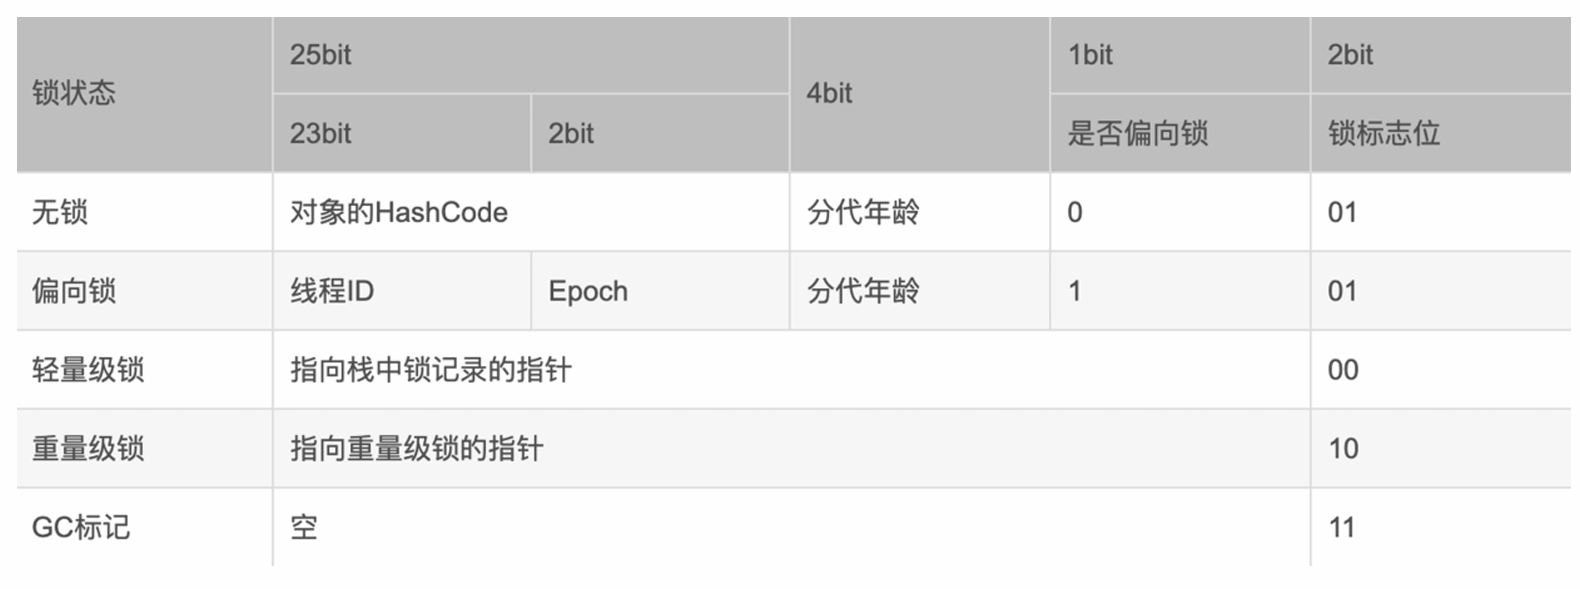 锁状态 25bit 4bit 1bit 2bit
23bit 2bit 是否偏向锁 锁标志位
无锁 对象的HashCode 分代年龄 0 01
偏向锁 线程ID Epoch 分代年龄 1 01
轻量级锁 指向栈中锁记录的指针 00
重量级锁 指向重量级锁的指针 10
GC标记 空 11